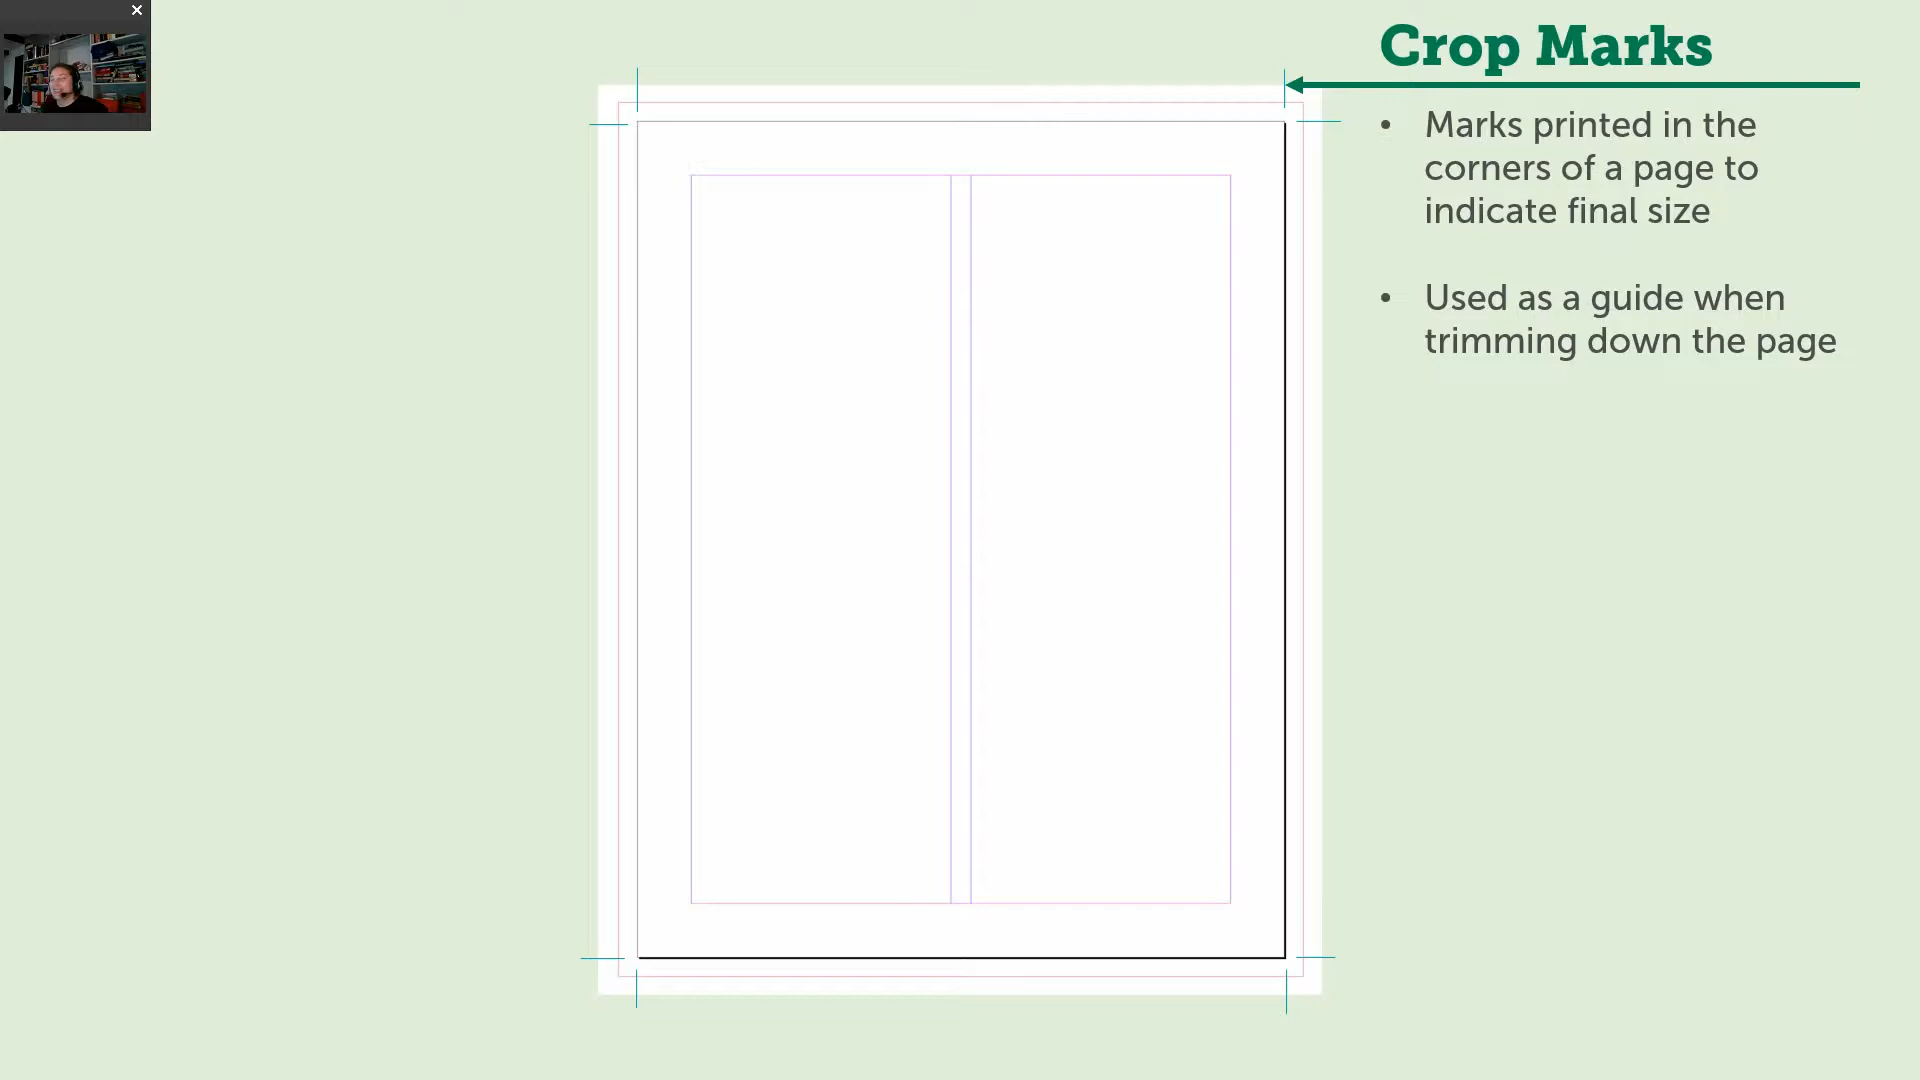 Crop Marks
• Marks printed in the
corners of a page to
indicate final size
• Used as a guide when
trimming down the page